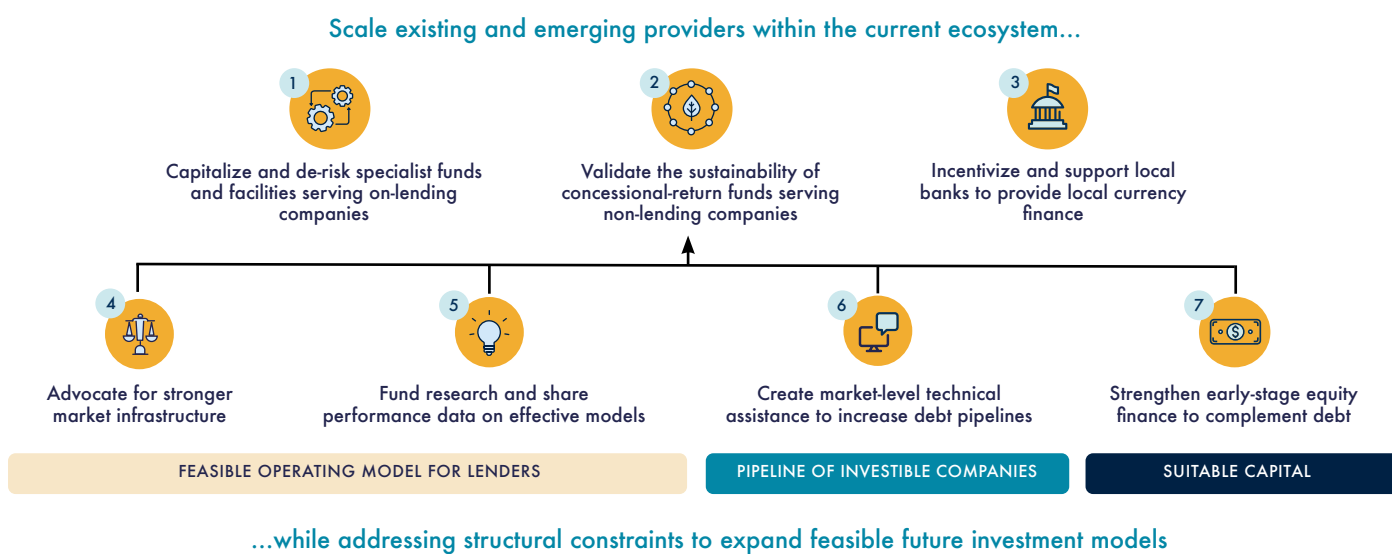 Scale existing and emerging providers within the current ecosystem...
1
2
3
Capitalize and de-risk specialist funds
and facilities serving on-lending
companies
Validate the sustainability of
concessional-return funds serving
non-lending companies
Incentivize and support local
banks to provide local currency
finance
4
5
6
7
$
Advocate for stronger
market infrastructure
Fund research and share
performance data on effective models
Create market-level technical
assistance to increase debt pipelines
Strengthen early-stage equity
finance to complement debt
FEASIBLE OPERATING MODEL FOR LENDERS
PIPELINE OF INVESTIBLE COMPANIES
SUITABLE CAPITAL
...while addressing structural constraints to expand feasible future investment models